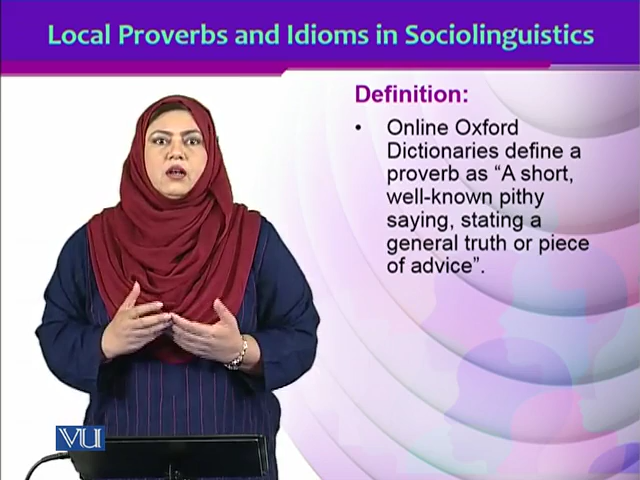 Local Proverbs and Idioms in Sociolinguistics
Definition:
• Online Oxford
Dictionaries define a
proverb as “A short,
well-known pithy
saying, stating a
general truth or piece
of advice”.
VU